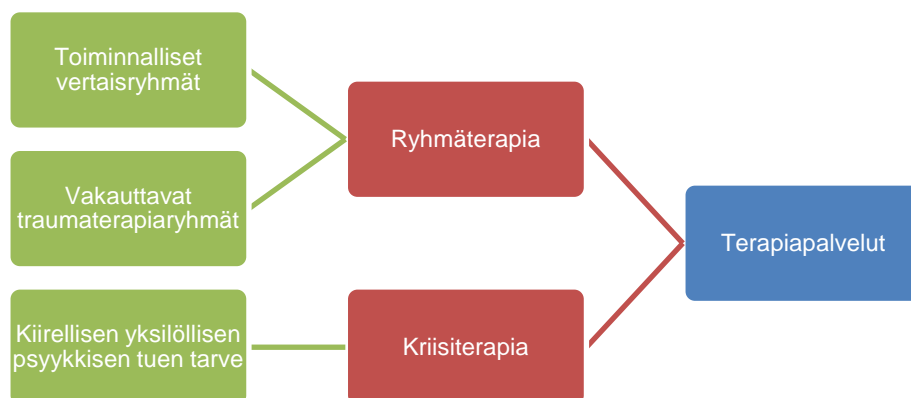 Toiminnalliset
vertaisryhmät
Ryhmäterapia
Vakauttavat
traumaterapiaryhmät
Terapiapalvelut
Kiirellisen yksilöllisen
psyykkisen tuen tarve
Kriisiterapia